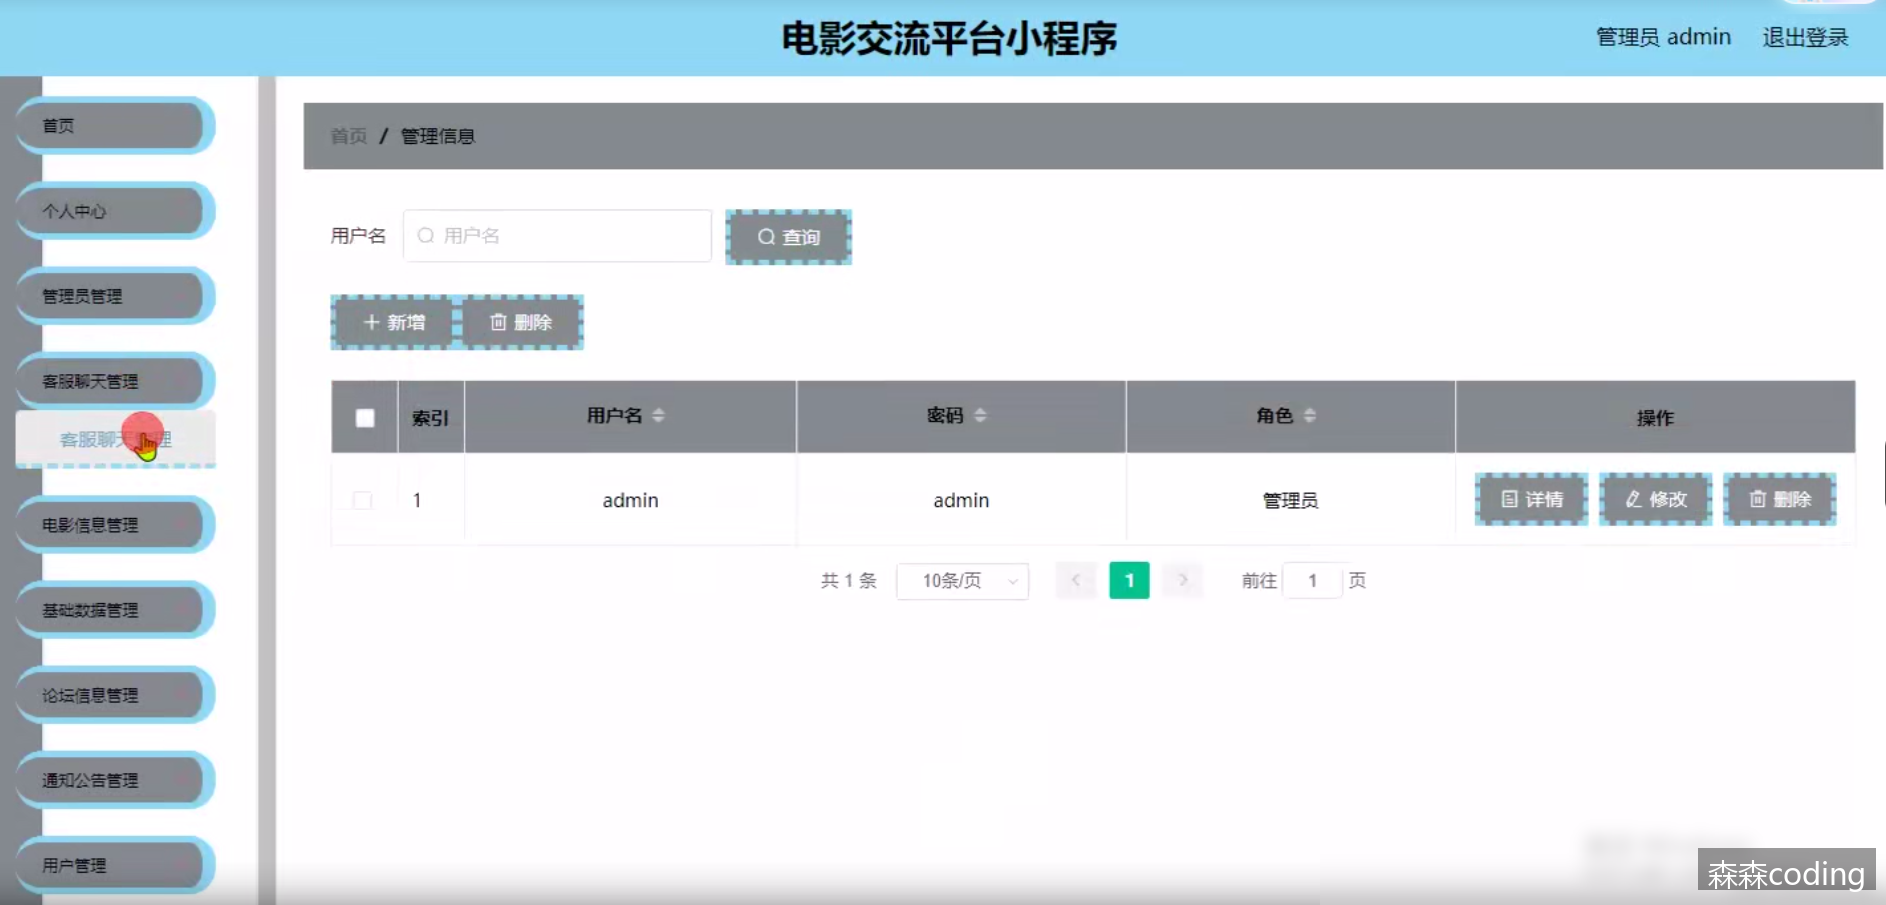 电影交流平台小程序
管理员 admin 退出登录
首页
个人中心
管理员管理
客服聊天管理
客服聊天管理
电影信息管理
基础数据管理
论坛信息管理
通知公告管理
用户管理
首页 / 管理信息
用户名 用户名 查询
新增 删除
索引 用户名 密码 角色 操作
1 admin admin 管理员 详情 修改 删除
共 1 条 10条/页 1 前往 1 页
森森coding